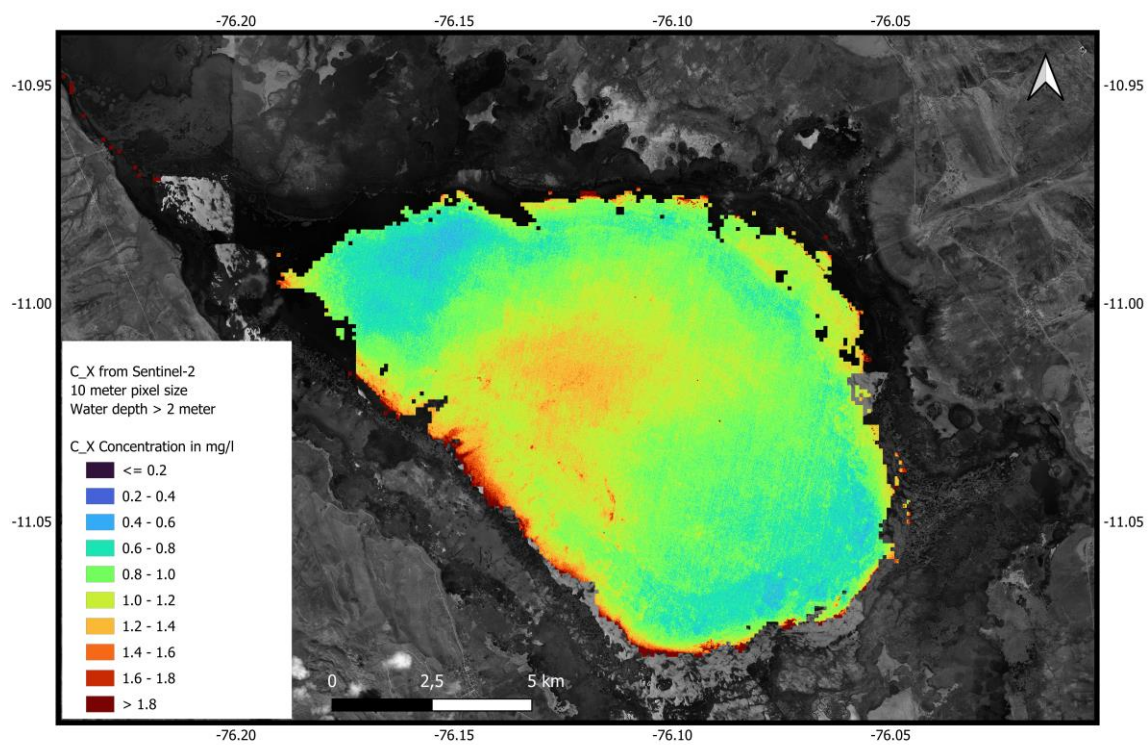 -76.20 -76.15 -76.10 -76.05
-10.95 -10.95
-11.00 -11.00
C_X from Sentinel-2
10 meter pixel size
Water depth > 2 meter
C_X Concentration in mg/l
<= 0.2
0.2 - 0.4
0.4 - 0.6
0.6 - 0.8
0.8 - 1.0
1.0 - 1.2
1.2 - 1.4
1.4 - 1.6
1.6 - 1.8
> 1.8
-11.05 -11.05
0 2,5 5 km
-76.20 -76.15 -76.10 -76.05